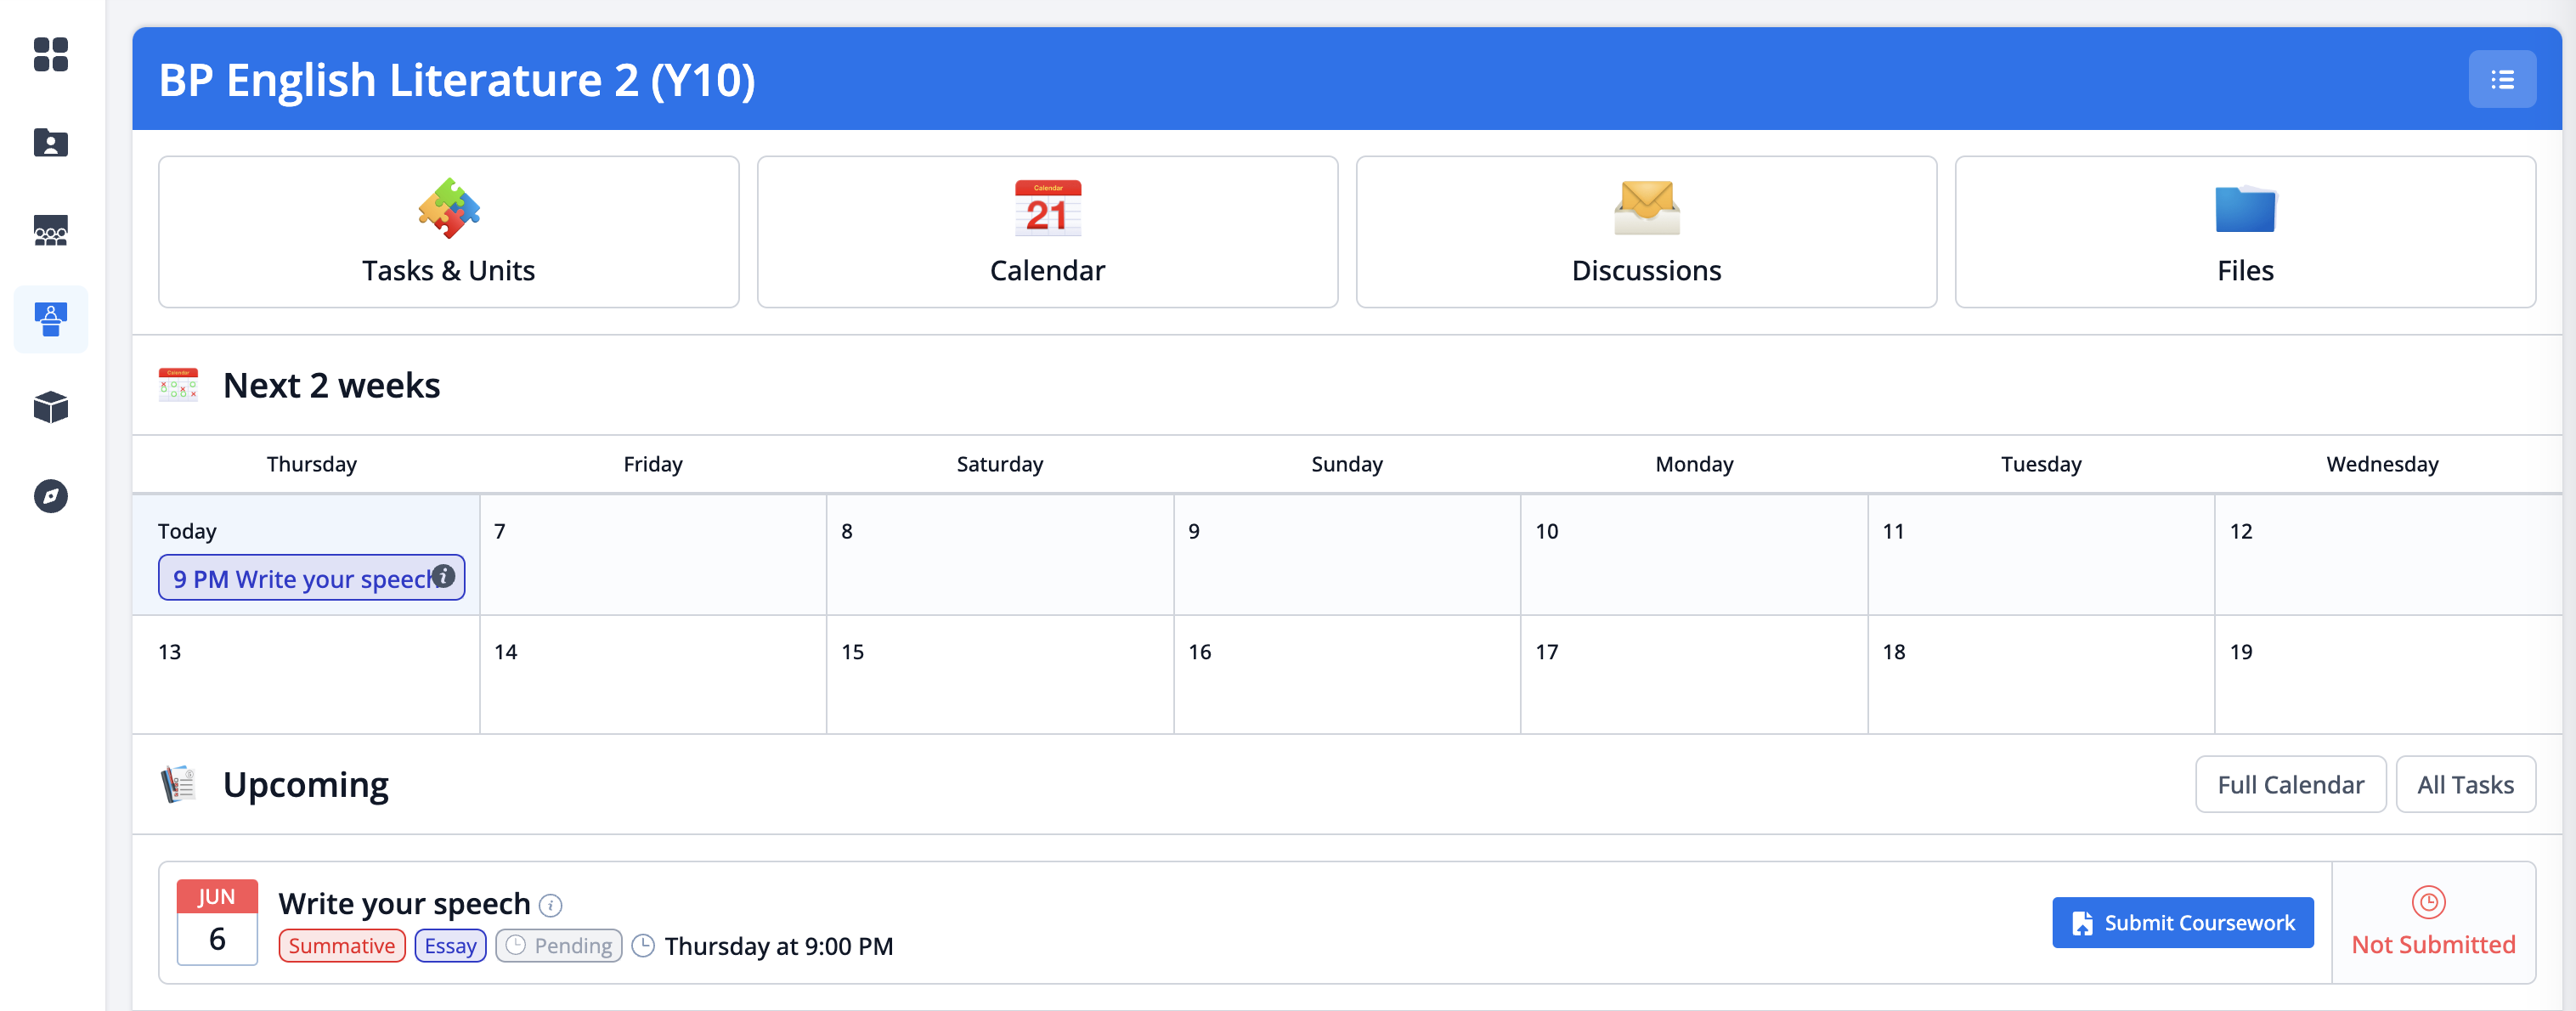 BP English Literature 2 (Y10)
Calendar
21
Tasks & Units
Calendar
Discussions
Files
Calendar
Next 2 weeks
Thursday
Friday
Saturday
Sunday
Monday
Tuesday
Wednesday
Today
7
8
9
10
11
12
9 PM Write your speech
13
14
15
16
17
18
19
Upcoming
Full Calendar
All Tasks
JUN
6
Write your speech
Summative
Essay
Pending
Thursday at 9:00 PM
Submit Coursework
Not Submitted